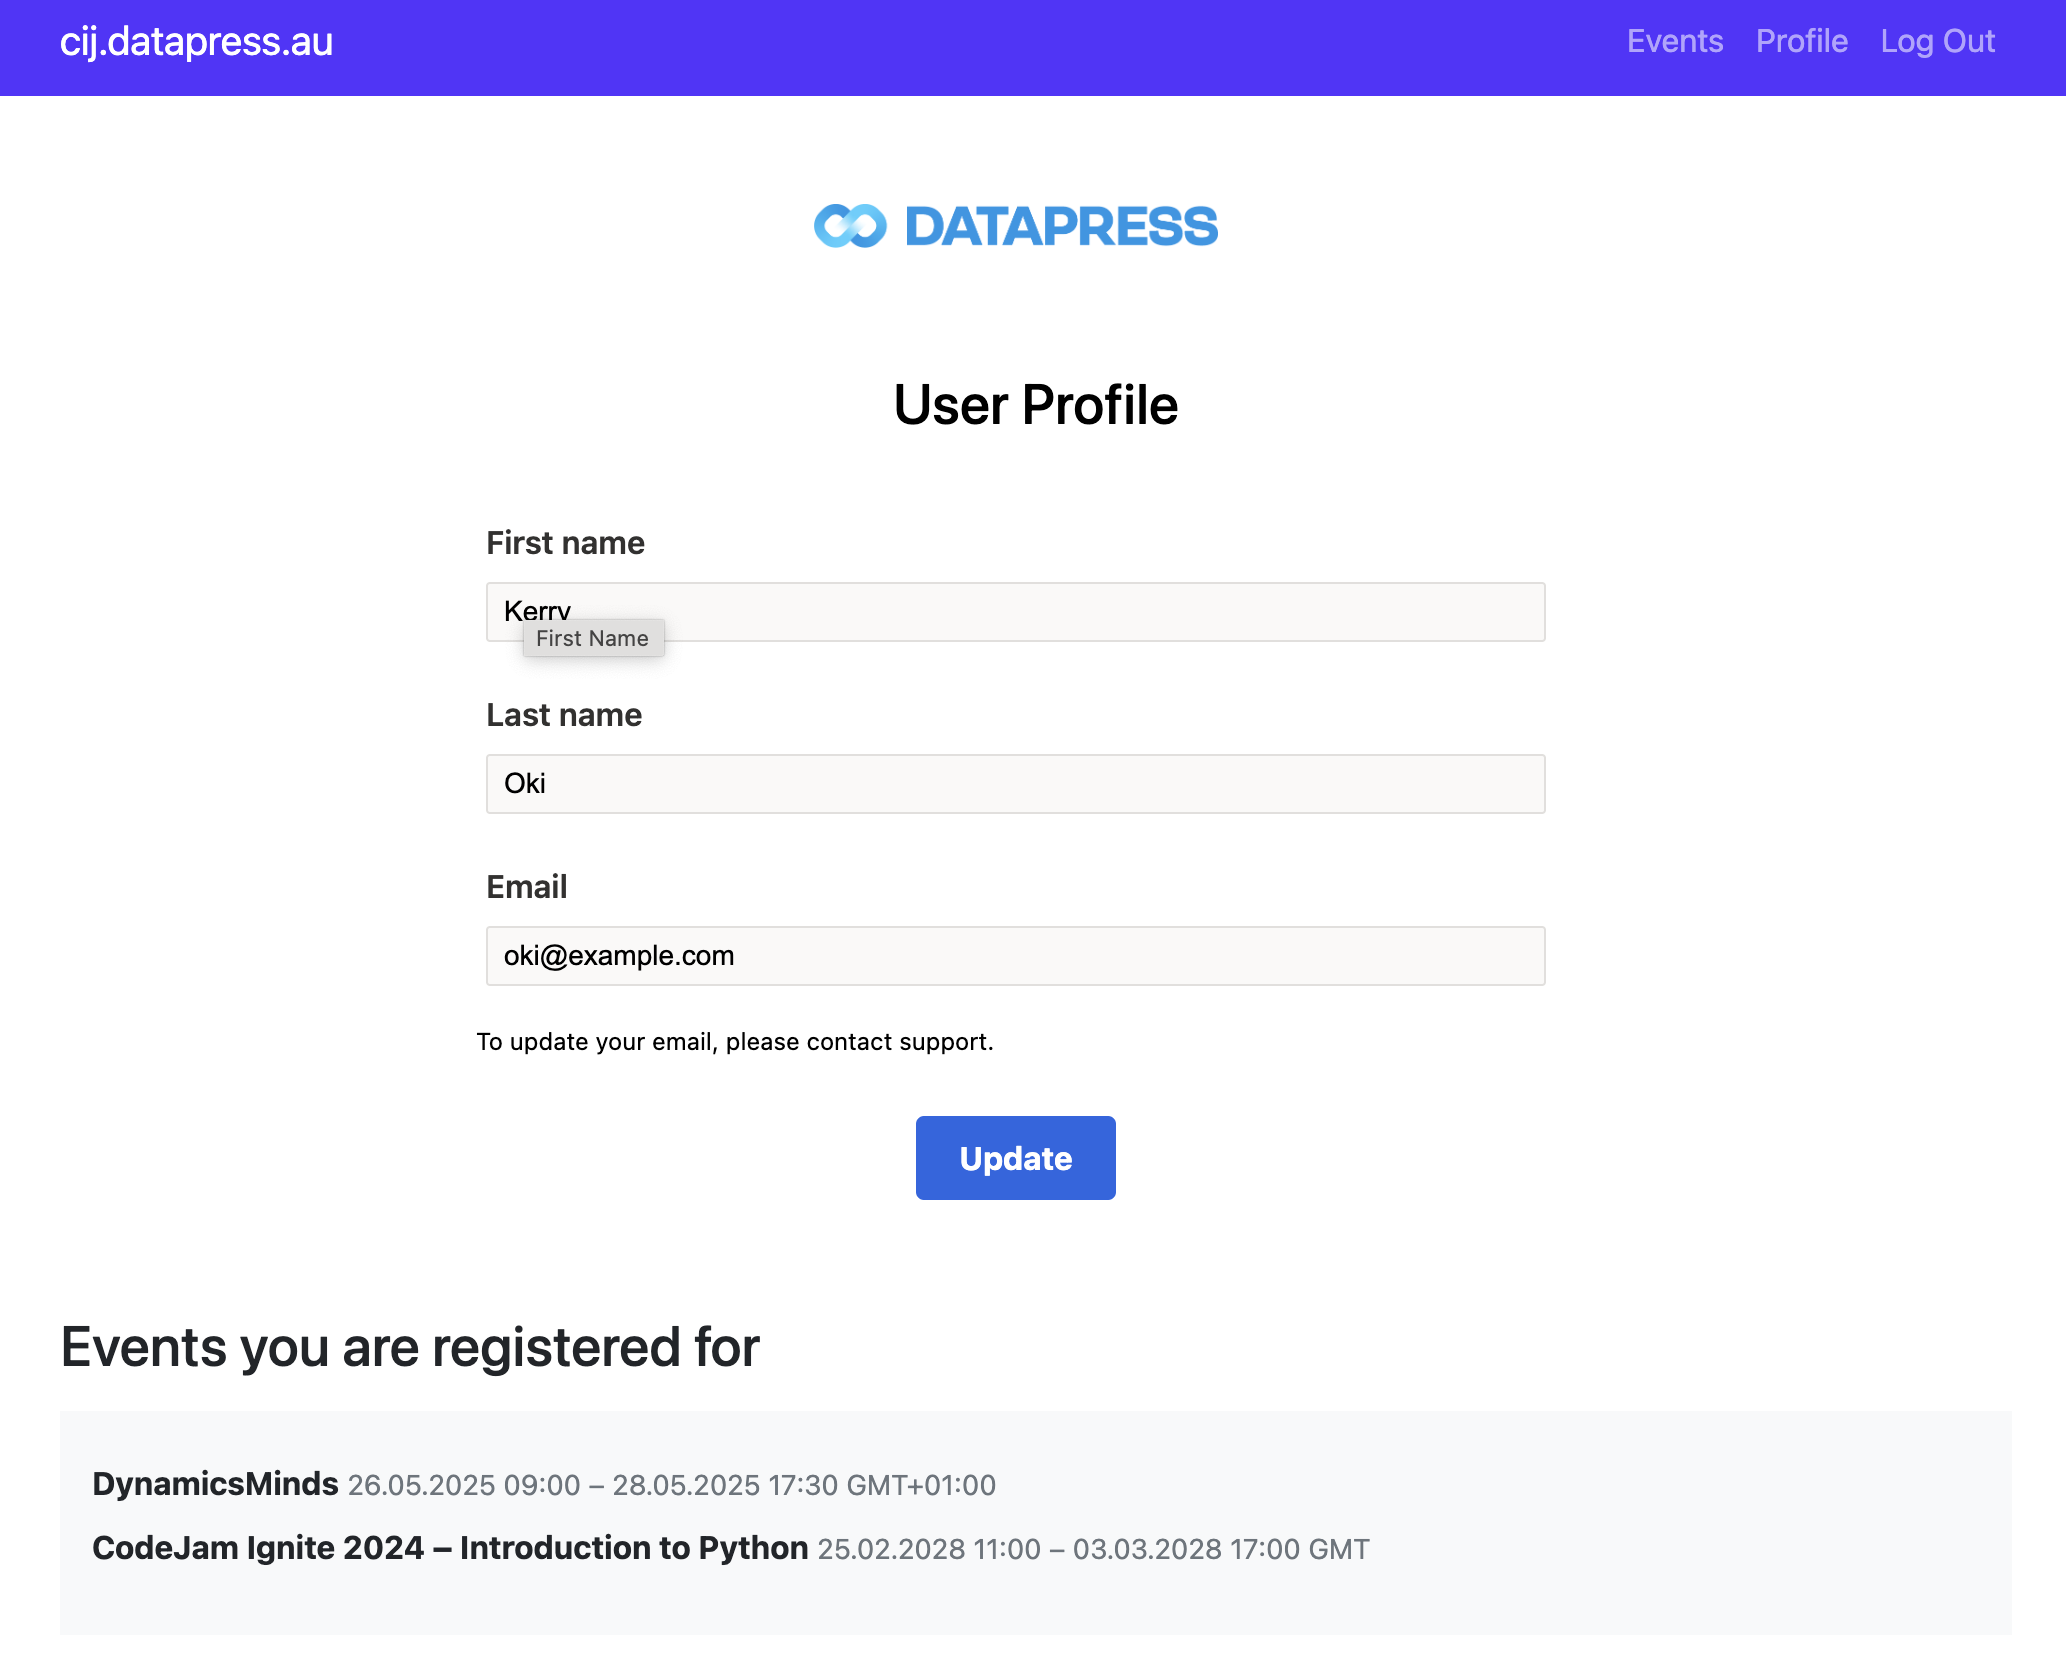 cij.datapress.au Events Profile Log Out
DATAPRESS
User Profile
First name
Kerry
First Name
Last name
Oki
Email
oki@example.com
To update your email, please contact support.
Update
Events you are registered for
DynamicsMinds 26.05.2025 09:00 – 28.05.2025 17:30 GMT+01:00
CodeJam Ignite 2024 – Introduction to Python 25.02.2028 11:00 – 03.03.2028 17:00 GMT